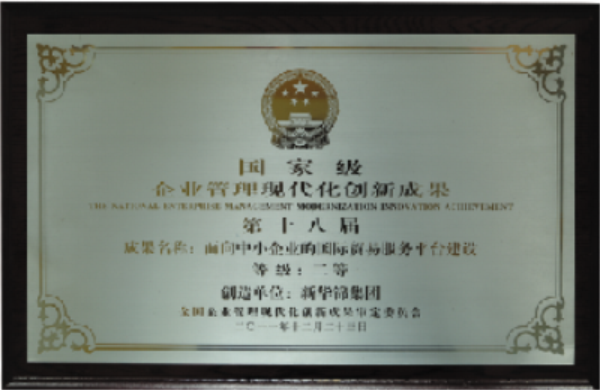 国家级
企业管理现代化创新成果
THE NATIONAL ENTERPRISE MANAGEMENT MODERNIZATION INNOVATION ACHIEVEMENT
第十八届
成果名称：面向中小企业的国际贸易服务平台建设
等级：二等
创造单位：新华锦集团
全国企业管理现代化创新成果审定委员会
二〇一一年十二月二十三日